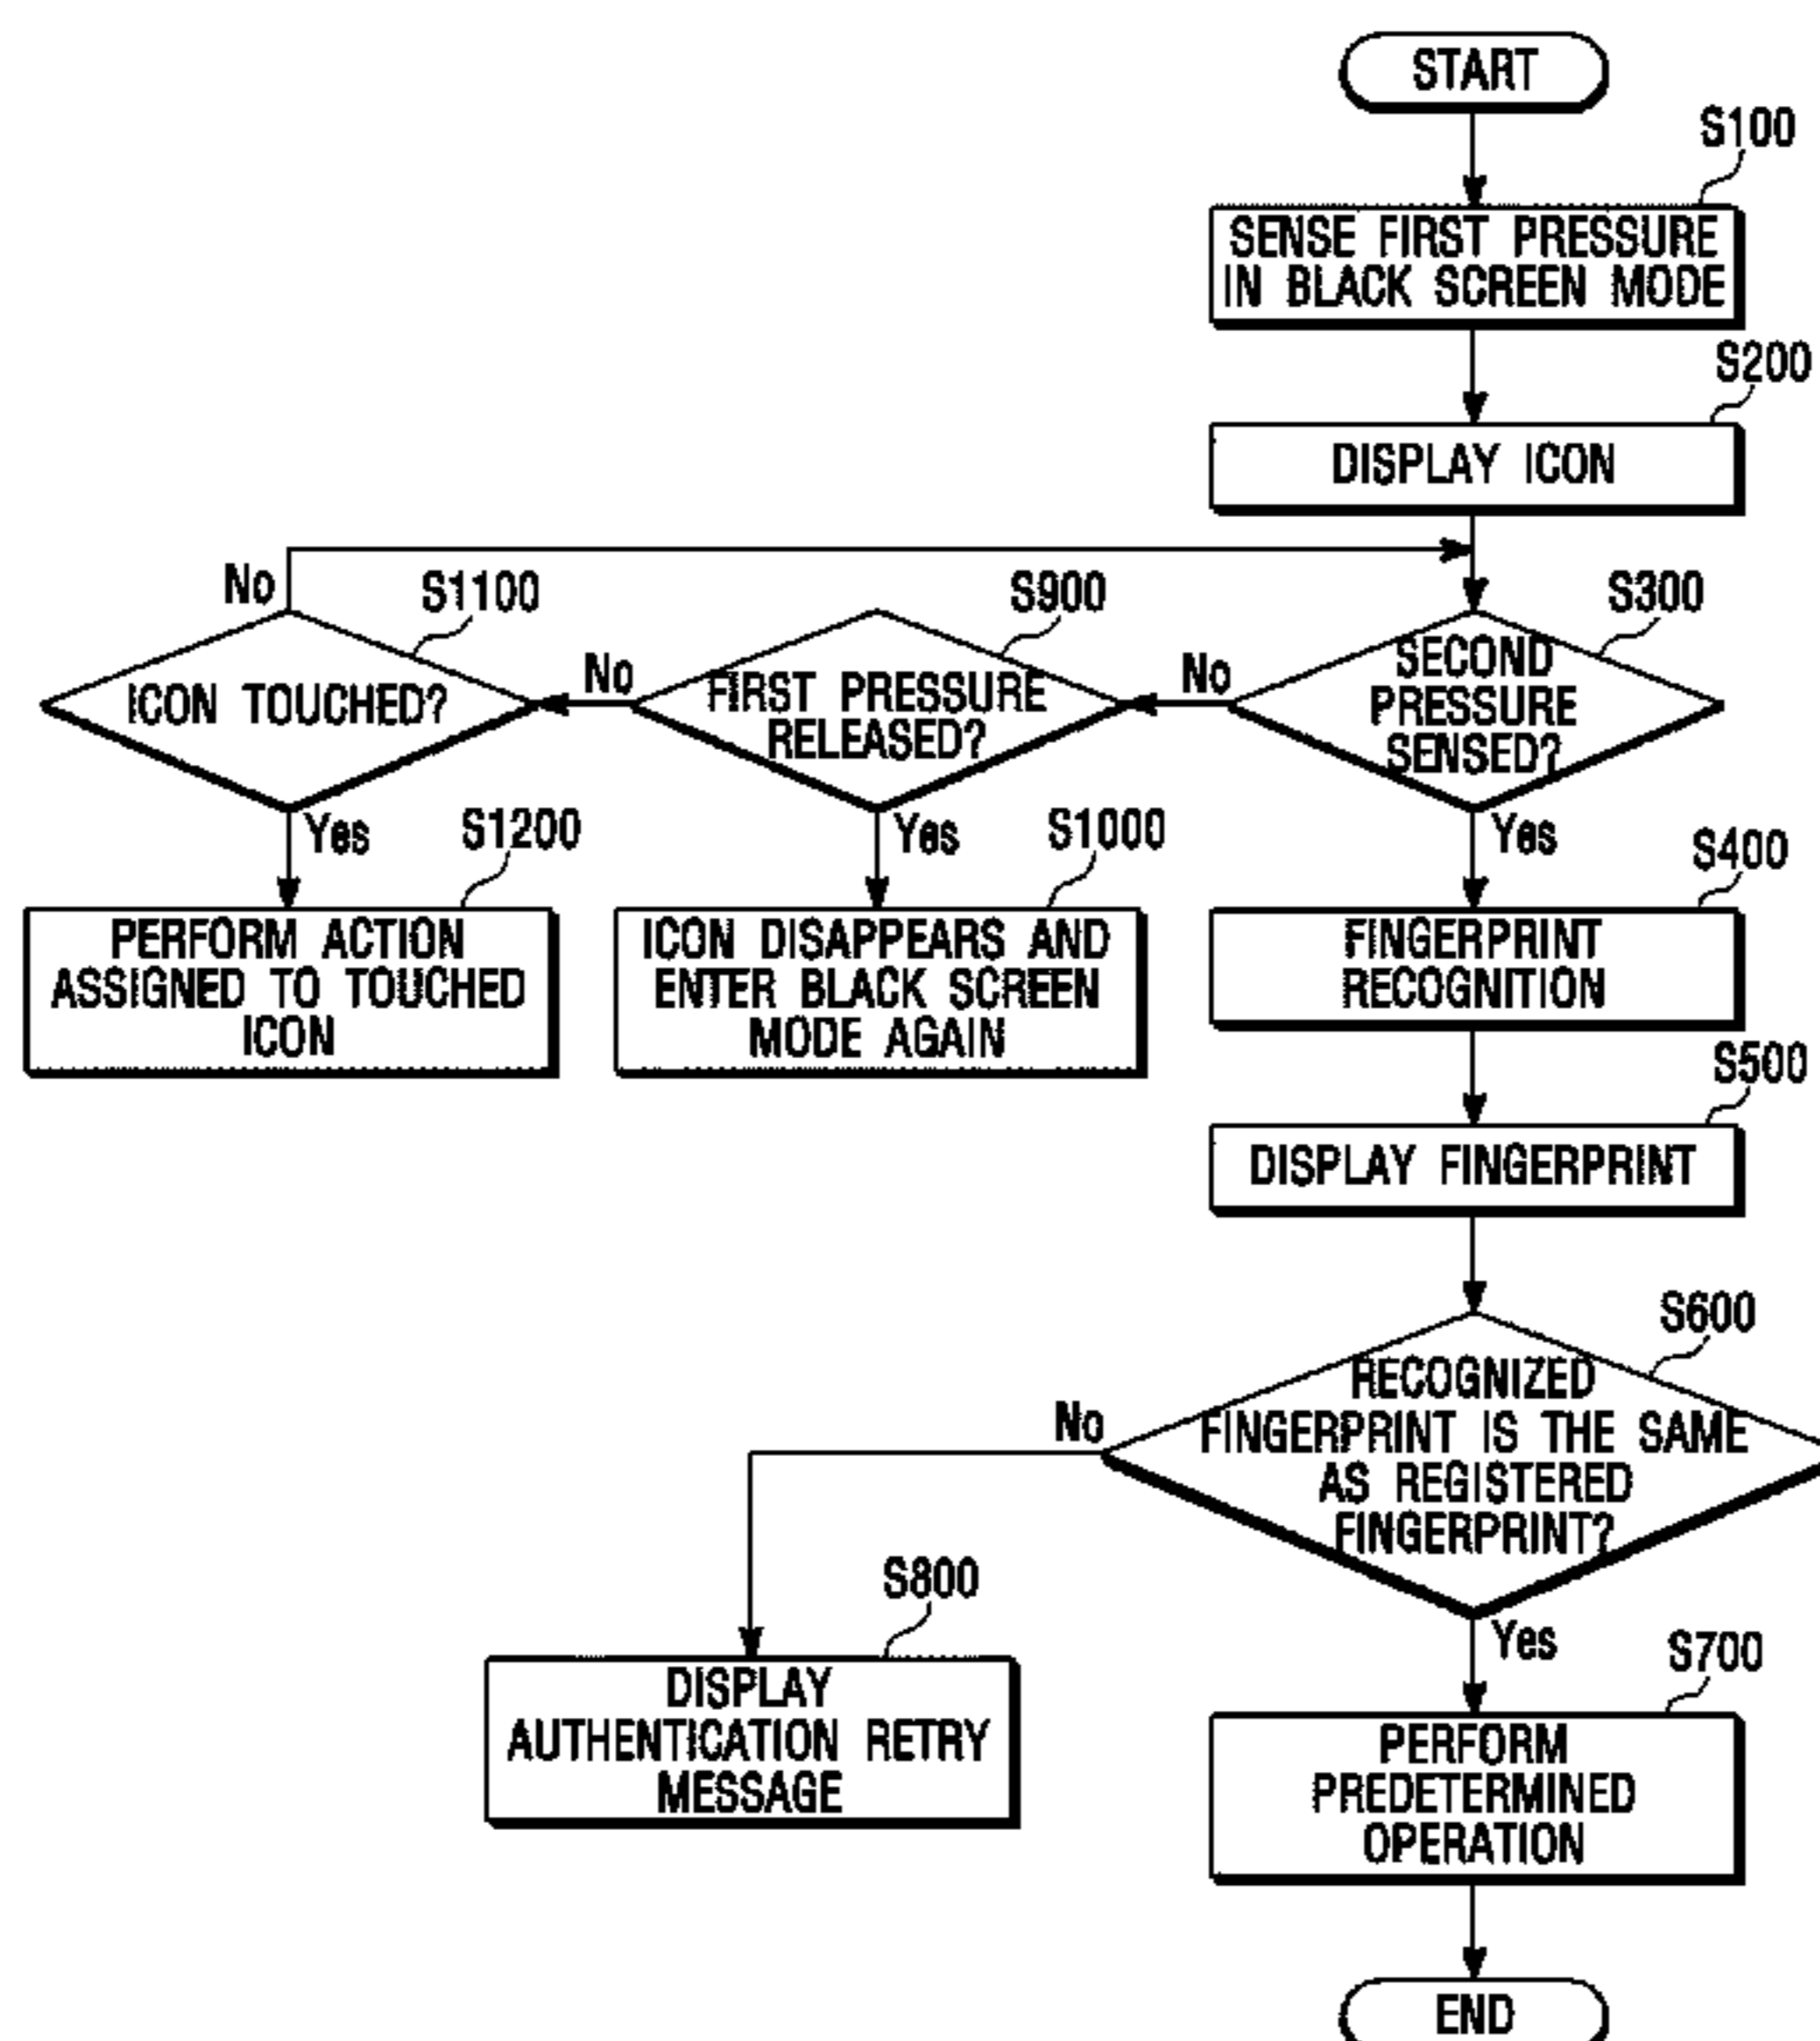 START
S100
SENSE FIRST PRESSURE
IN BLACK SCREEN MODE
S200
DISPLAY ICON
No
S1100
ICON TOUCHED?
No
S900
FIRST PRESSURE
RELEASED?
No
S300
SECOND
PRESSURE
SENSED?
Yes
S1200
PERFORM ACTION
ASSIGNED TO TOUCHED
ICON
Yes
S1000
ICON DISAPPEARS AND
ENTER BLACK SCREEN
MODE AGAIN
Yes
S400
FINGERPRINT
RECOGNITION
S500
DISPLAY FINGERPRINT
S600
RECOGNIZED
FINGERPRINT IS THE SAME
AS REGISTERED
FINGERPRINT?
No
S800
DISPLAY
AUTHENTICATION RETRY
MESSAGE
Yes
S700
PERFORM
PREDETERMINED
OPERATION
END